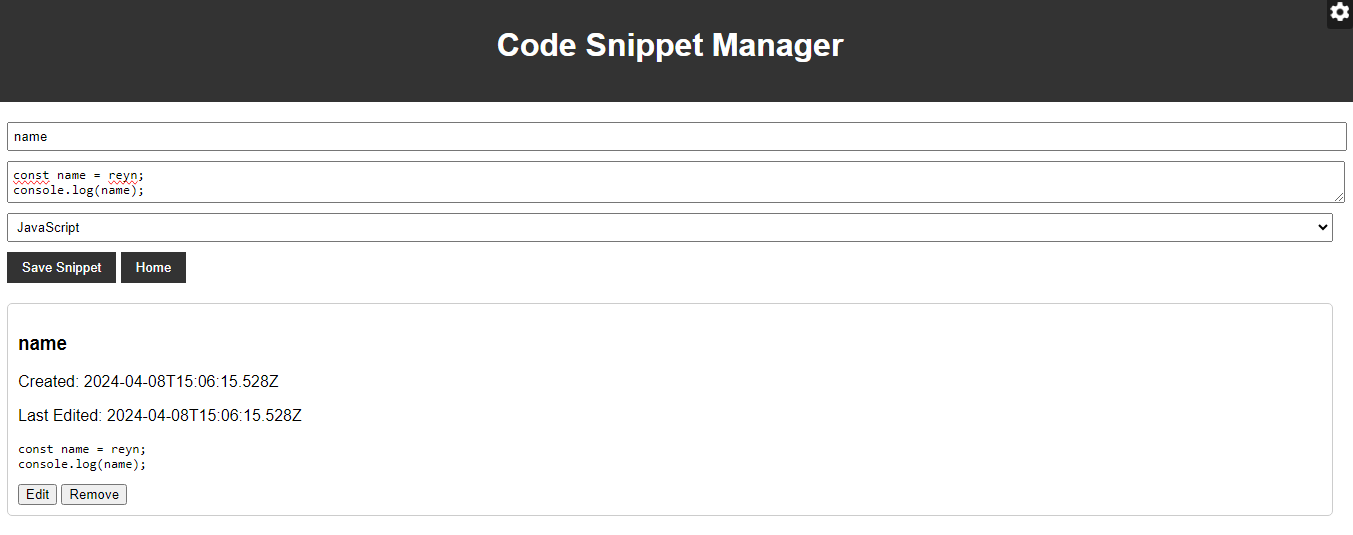 Code Snippet Manager
name
const name = reyn;
console.log(name);
JavaScript
Save Snippet Home
name
Created: 2024-04-08T15:06:15.528Z
Last Edited: 2024-04-08T15:06:15.528Z
const name = reyn;
console.log(name);
Edit Remove